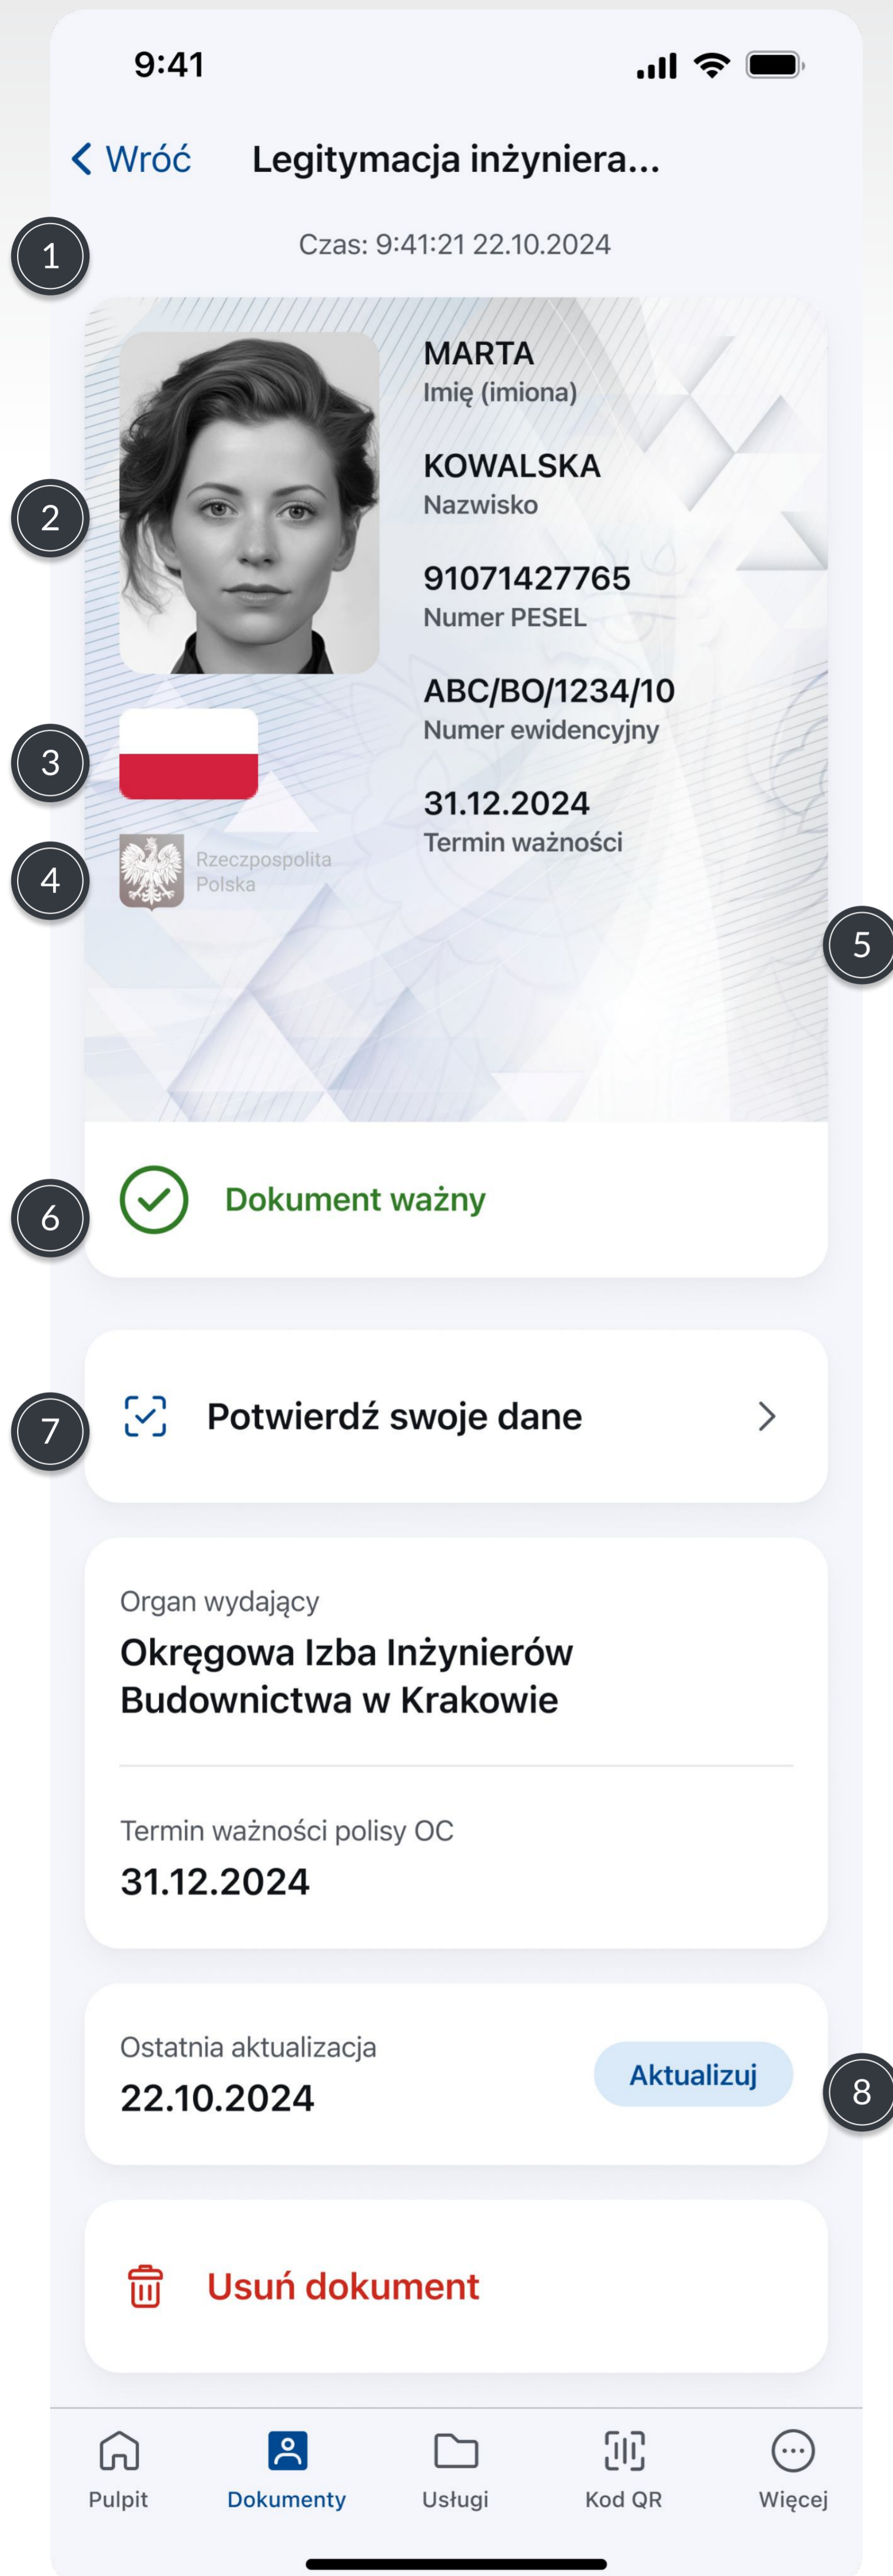 9:41
Wróć
Legitymacja inżyniera...
1
Czas: 9:41:21 22.10.2024
MARTA
Imię (imiona)
KOWALSKA
Nazwisko
2
91071427765
Numer PESEL
ABC/BO/1234/10
Numer ewidencyjny
3
31.12.2024
Termin ważności
4
Rzeczpospolita
Polska
5
6
Dokument ważny
7
Potwierdź swoje dane
Organ wydający
Okręgowa Izba Inżynierów
Budownictwa w Krakowie
Termin ważności polisy OC
31.12.2024
Ostatnia aktualizacja
22.10.2024
Aktualizuj
8
Usuń dokument
Pulpit
Dokumenty
Usługi
Kod QR
Więcej